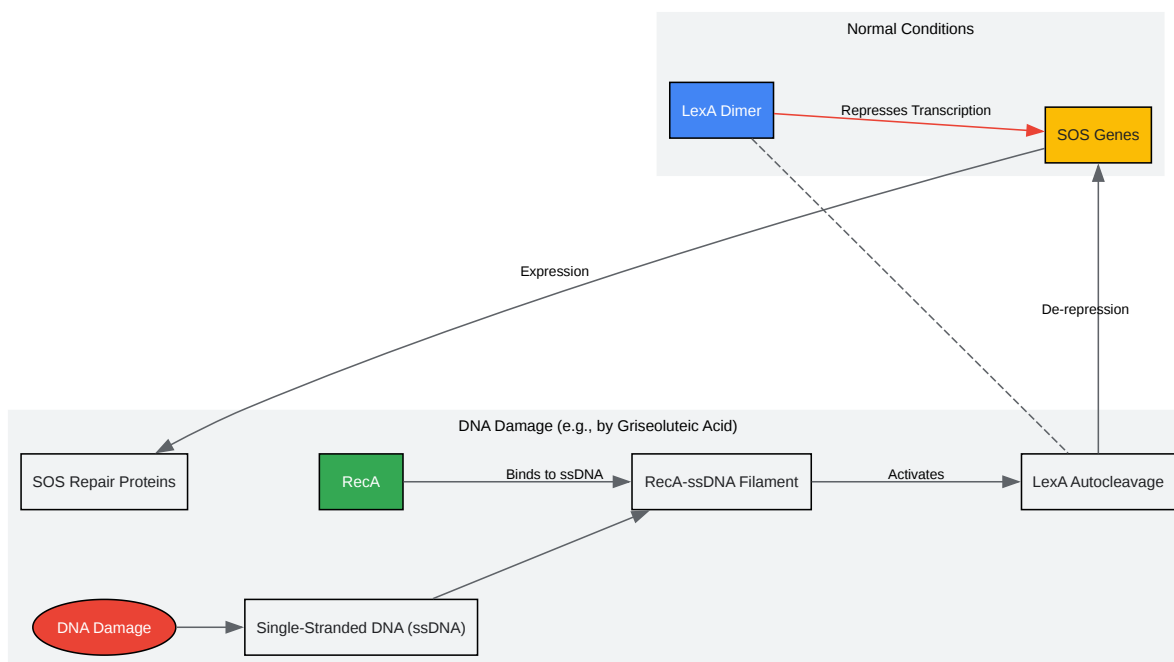 Normal Conditions
LexA Dimer
Represses Transcription
SOS Genes
Expression
De-repression
DNA Damage (e.g., by Griseoluteic Acid)
SOS Repair Proteins
RecA
Binds to ssDNA
RecA-ssDNA Filament
Activates
LexA Autocleavage
DNA Damage
Single-Stranded DNA (ssDNA)